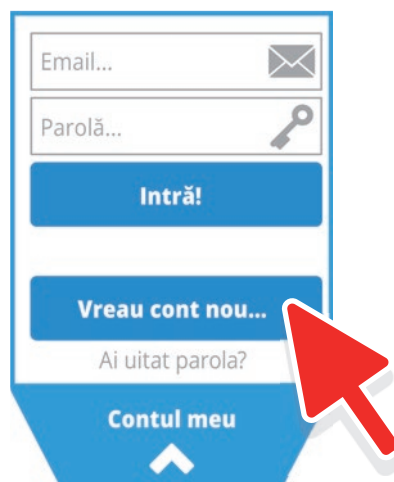 Email...
Parolă...
Intră!
Vreau cont nou...
Ai uitat parola?
Contul meu